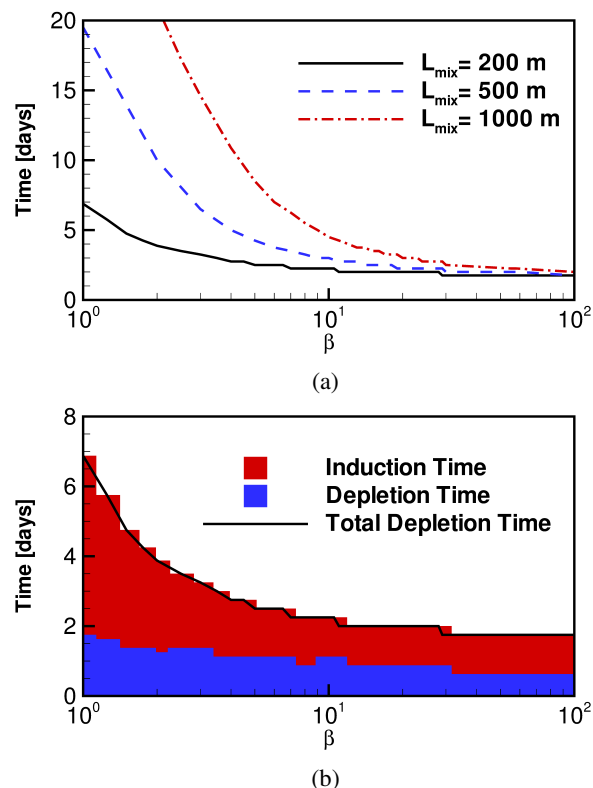 20
15
10
5
0
Time [days]
L_mix= 200 m
L_mix= 500 m
L_mix= 1000 m
10^0
10^1
10^2
β
(a)
8
6
4
2
0
Time [days]
Induction Time
Depletion Time
Total Depletion Time
10^0
10^1
10^2
β
(b)